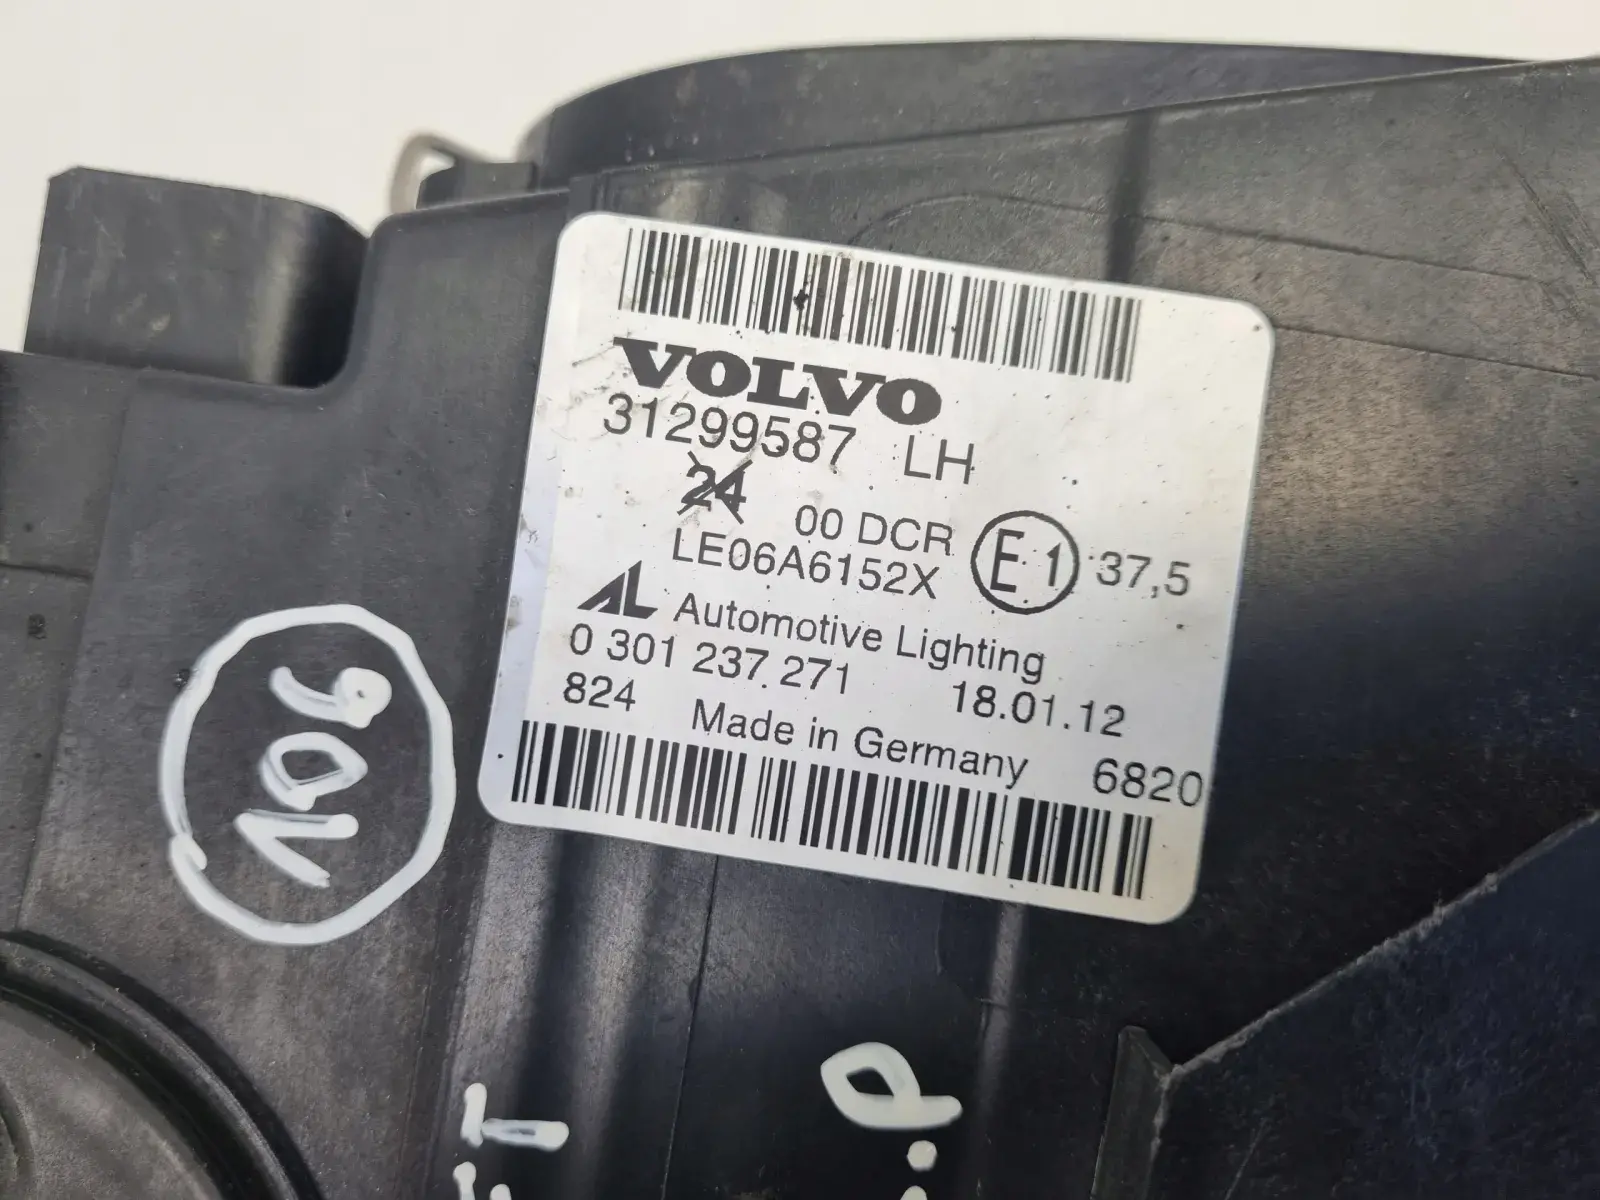 VOLVO
31299587 LH
24 00 DCR E1 37,5
LE06A6152X
AL Automotive Lighting
0 301 237.271 18.01.12
824 Made in Germany 6820
106